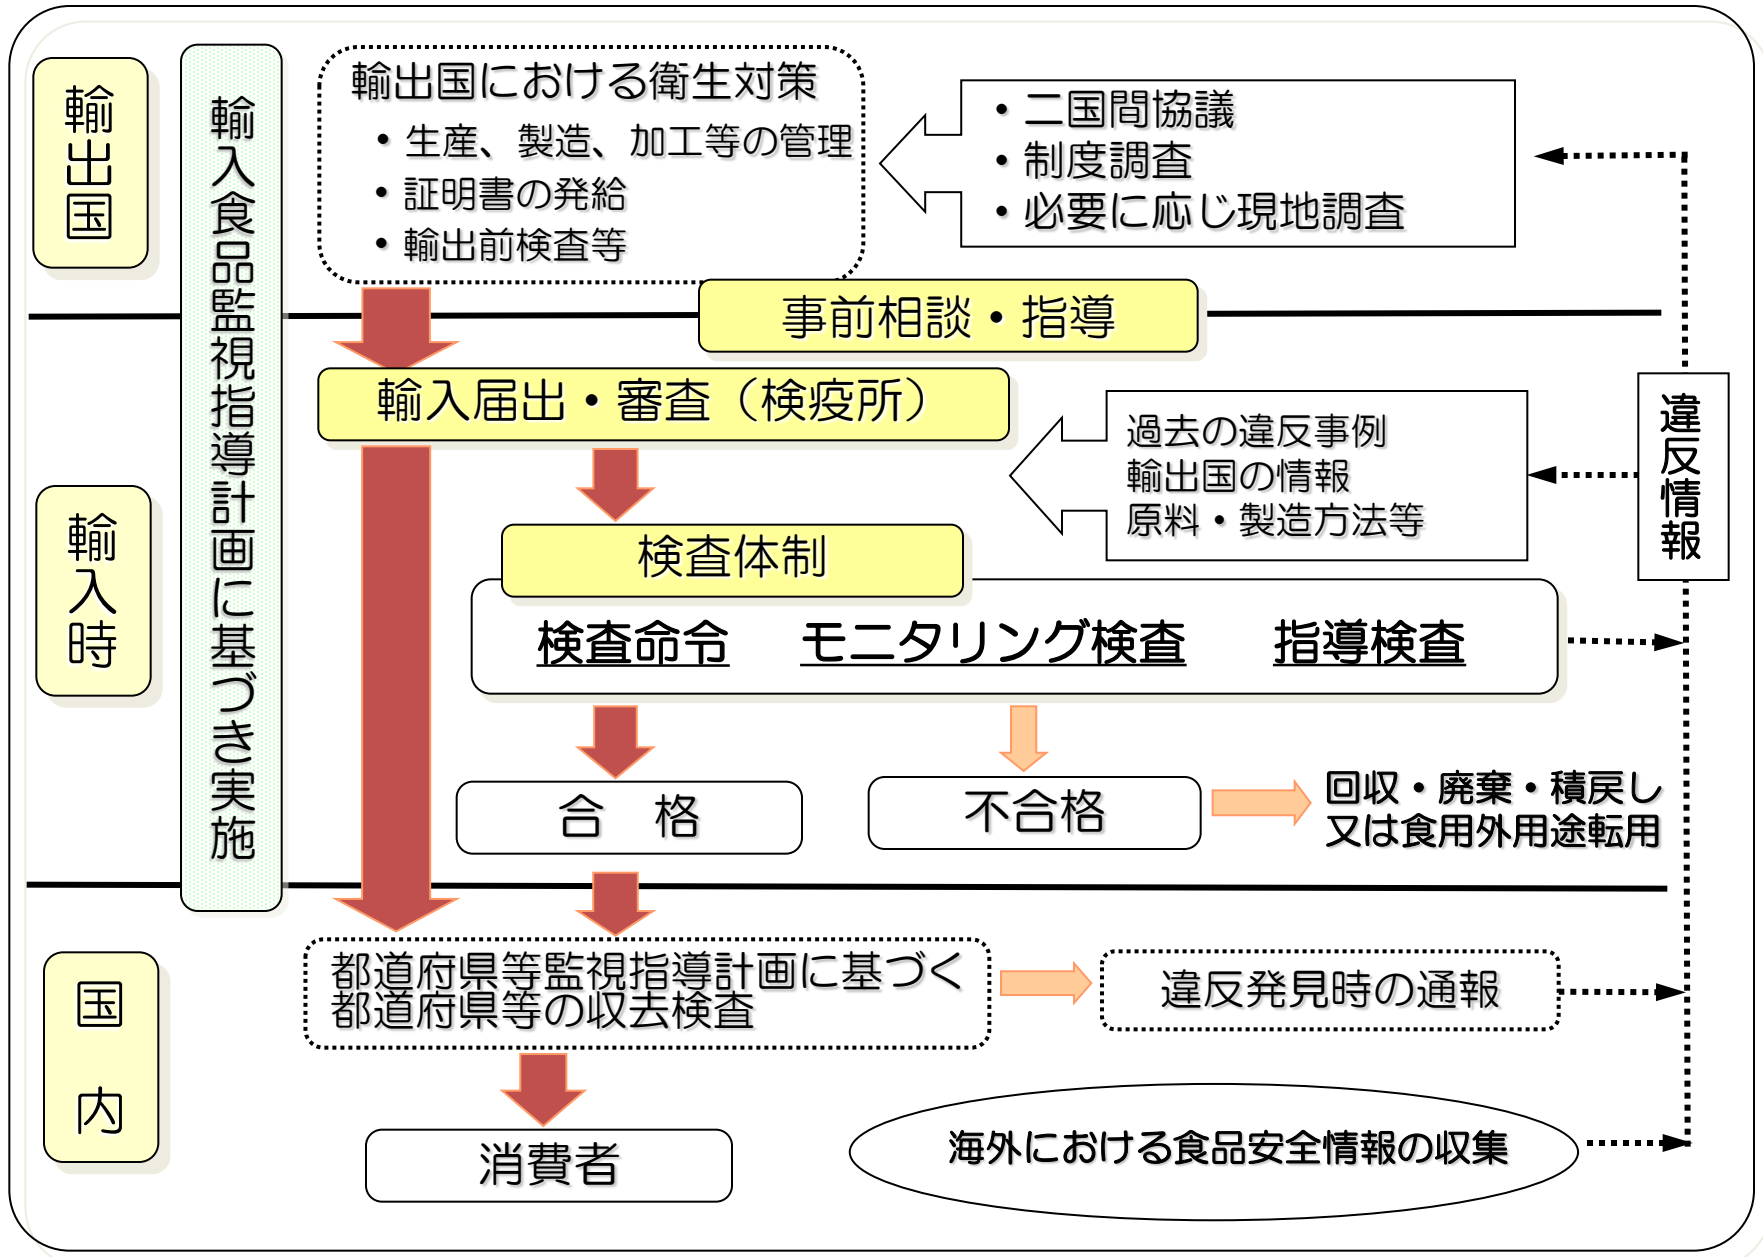 輸出国
輸入食品監視指導計画に基づき実施
輸出国における衛生対策
・生産、製造、加工等の管理
・証明書の発給
・輸出前検査等
・二国間協議
・制度調査
・必要に応じ現地調査
事前相談・指導
輸入時
輸入届出・審査（検疫所）
過去の違反事例
輸出国の情報
原料・製造方法等
違反情報
検査体制
検査命令 モニタリング検査 指導検査
合　格
不合格
回収・廃棄・積戻し
又は食用外用途転用
国　内
都道府県等監視指導計画に基づく
都道府県等の収去検査
違反発見時の通報
消費者
海外における食品安全情報の収集